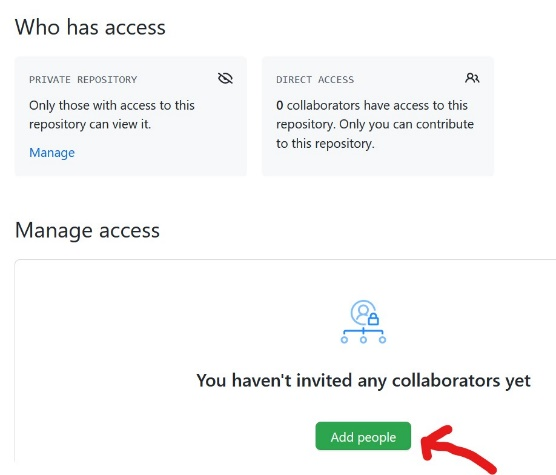 Who has access
PRIVATE REPOSITORY
Only those with access to this
repository can view it.
Manage
DIRECT ACCESS
0 collaborators have access to this
repository. Only you can contribute
to this repository.
Manage access
You haven't invited any collaborators yet
Add people